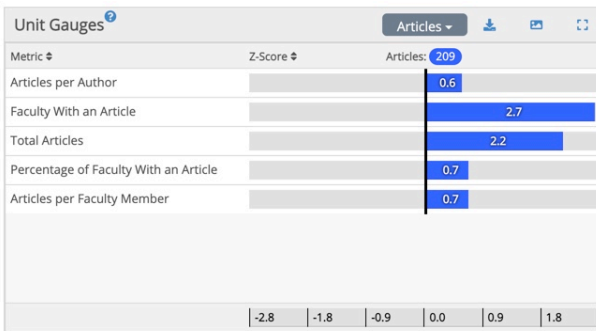 Unit Gauges ?
Articles
Metric Z-Score Articles: 209
Articles per Author 0.6
Faculty With an Article 2.7
Total Articles 2.2
Percentage of Faculty With an Article 0.7
Articles per Faculty Member 0.7
-2.8 -1.8 -0.9 0.0 0.9 1.8